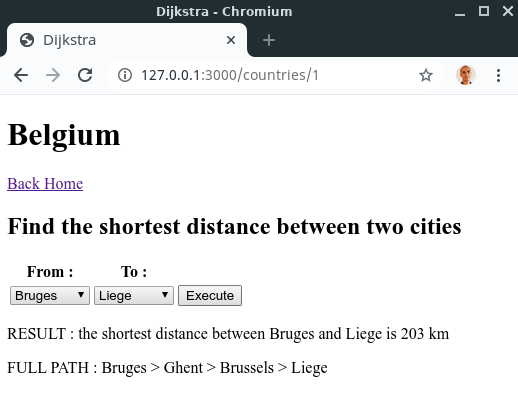 Dijkstra - Chromium
Dijkstra
127.0.0.1:3000/countries/1
Belgium
Back Home
Find the shortest distance between two cities
From : To :
Bruges Liege Execute
RESULT : the shortest distance between Bruges and Liege is 203 km
FULL PATH : Bruges > Ghent > Brussels > Liege